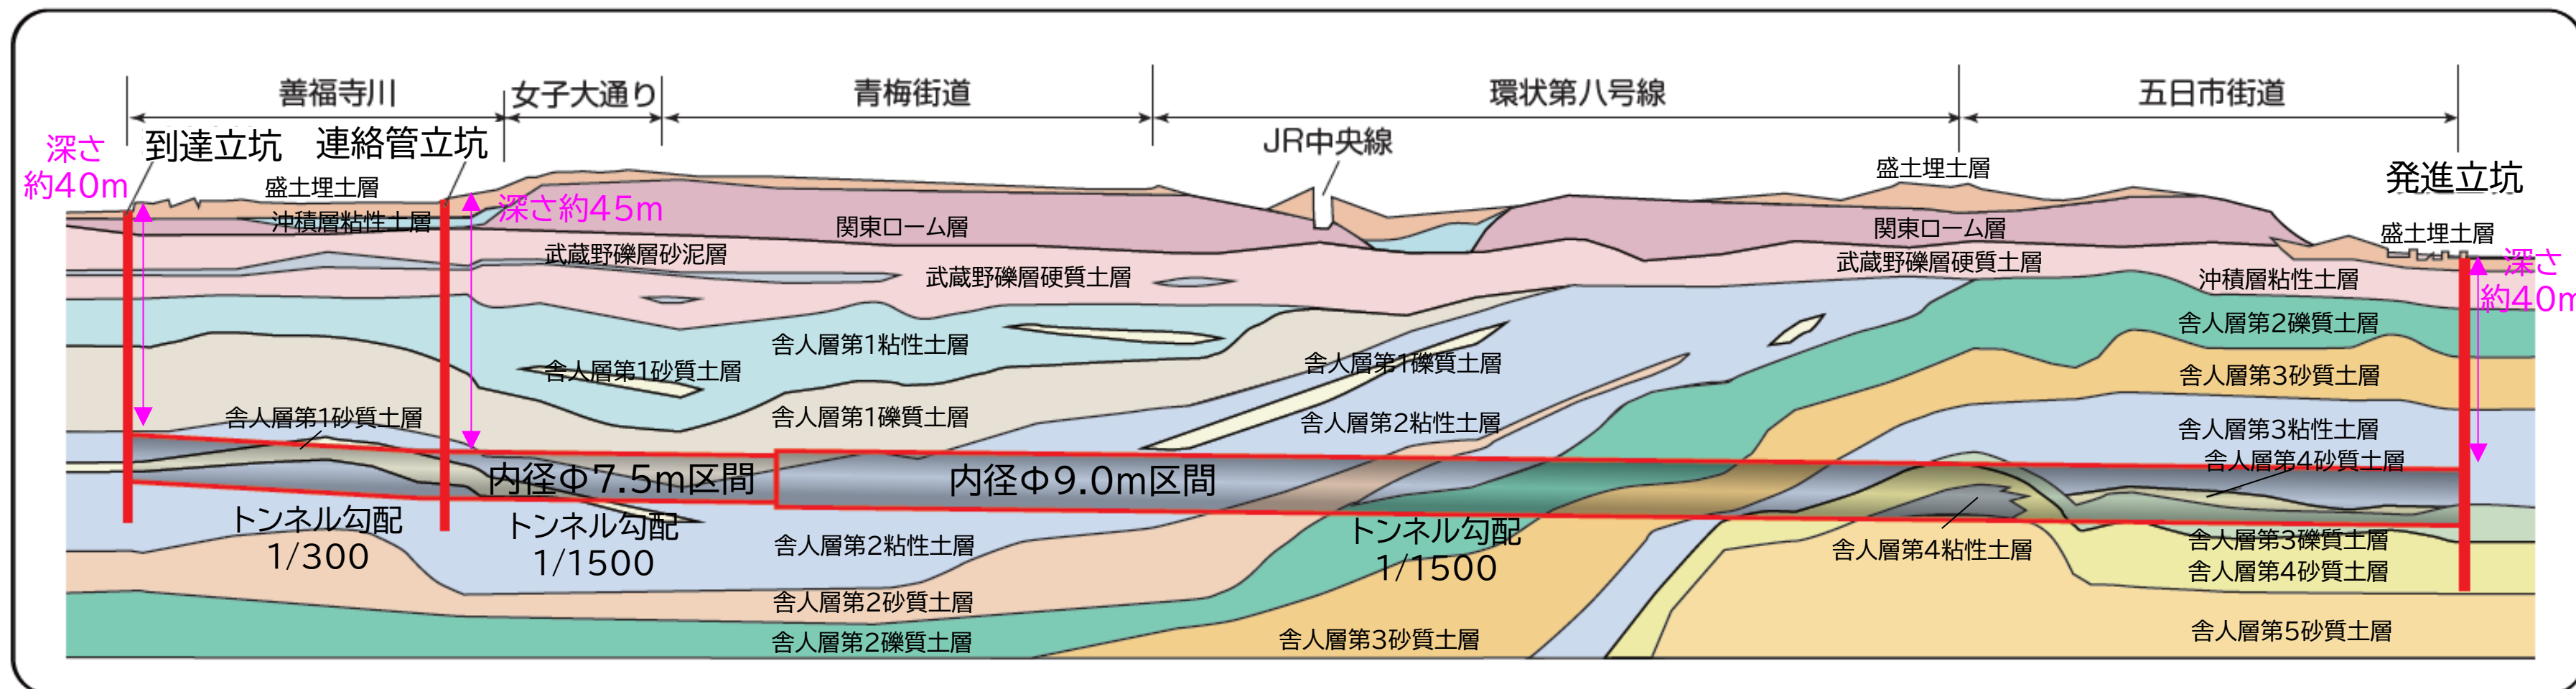 善福寺川
女子大通り
青梅街道
環状第八号線
五日市街道
深さ
約40m
到達立坑
連絡管立坑
JR中央線
発進立坑
盛土埋土層
盛土埋土層
深さ約45m
沖積層粘性土層
関東ローム層
関東ローム層
盛土埋土層
深さ
約40m
武蔵野礫層砂泥層
武蔵野礫層硬質土層
武蔵野礫層硬質土層
沖積層粘性土層
舎人層第1粘性土層
舎人層第2礫質土層
舎人層第1砂質土層
舎人層第1礫質土層
舎人層第3砂質土層
舎人層第1砂質土層
舎人層第1礫質土層
舎人層第2粘性土層
舎人層第3粘性土層
舎人層第4砂質土層
内径Φ7.5m区間
内径Φ9.0m区間
トンネル勾配
1/300
トンネル勾配
1/1500
トンネル勾配
1/1500
舎人層第2粘性土層
舎人層第4粘性土層
舎人層第3礫質土層
舎人層第4砂質土層
舎人層第2砂質土層
舎人層第2礫質土層
舎人層第3砂質土層
舎人層第5砂質土層